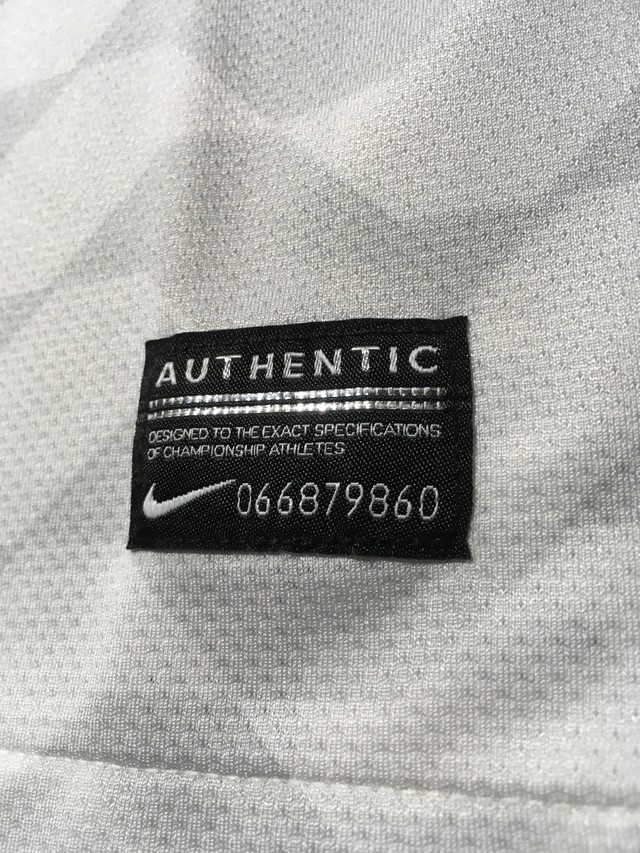 AUTHENTIC
DESIGNED TO THE EXACT SPECIFICATIONS
OF CHAMPIONSHIP ATHLETES
066879860